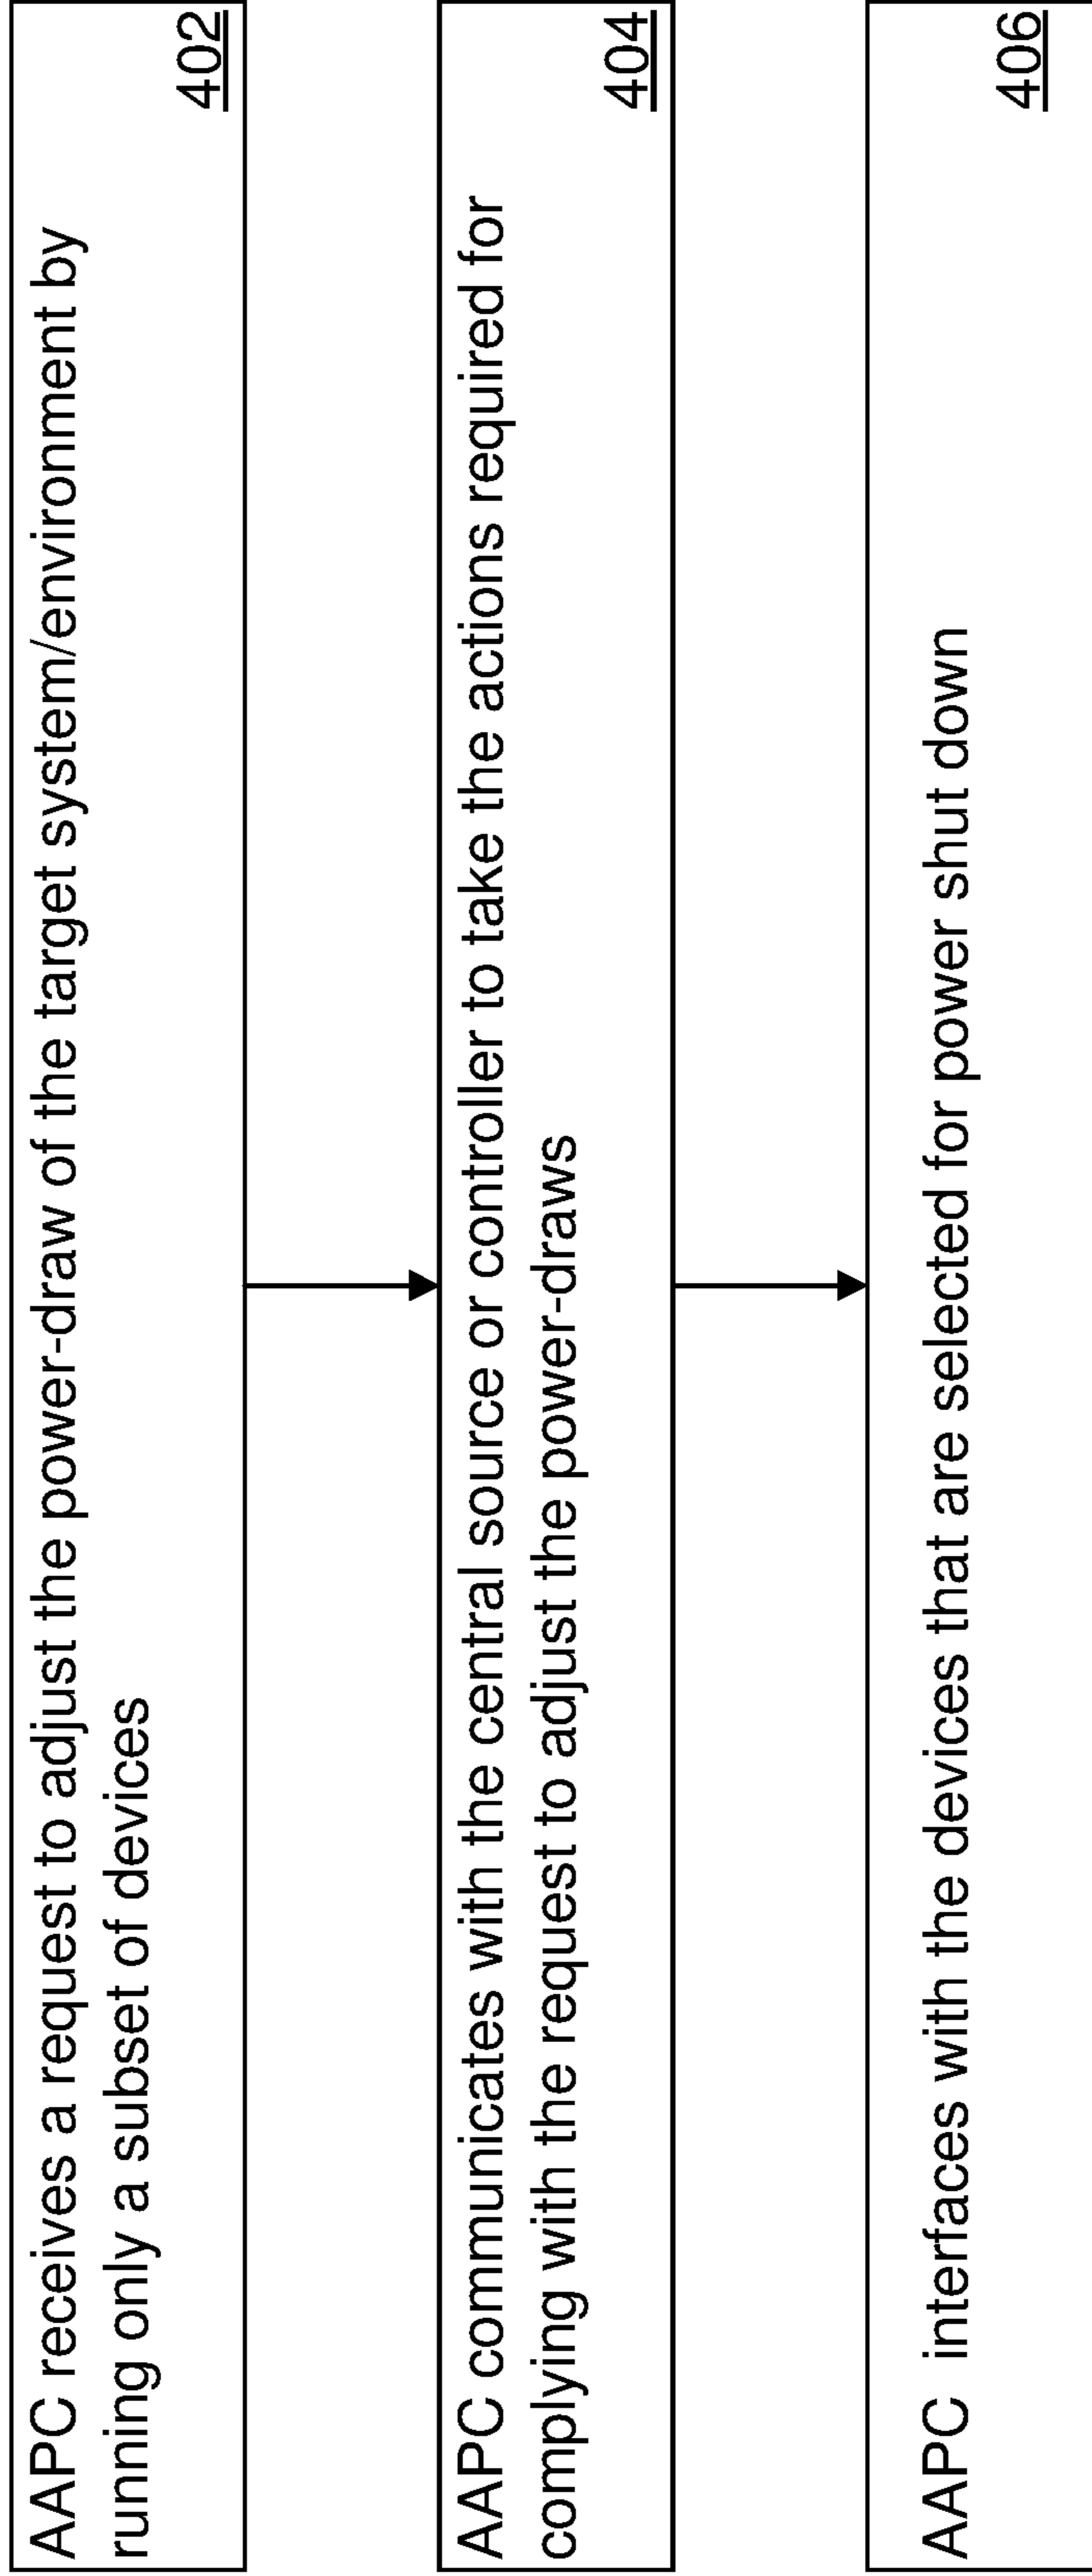 AAPC receives a request to adjust the power-draw of the target system/environment by
running only a subset of devices
402
AAPC communicates with the central source or controller to take the actions required for
complying with the request to adjust the power-draws
404
AAPC interfaces with the devices that are selected for power shut down
406